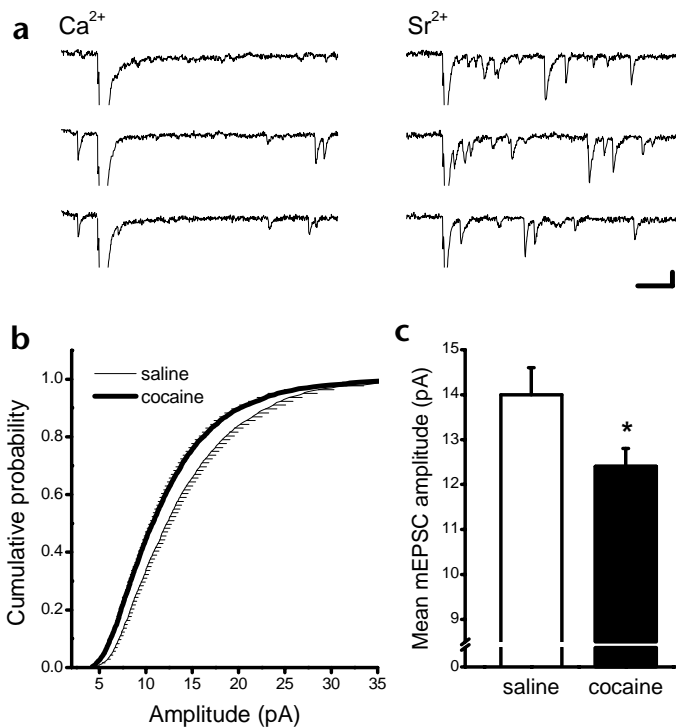 a
Ca²⁺
Sr²⁺
b
saline
cocaine
1.0
0.8
0.6
0.4
0.2
0.0
Cumulative probability
5 10 15 20 25 30 35
Amplitude (pA)
c
15
14
13
12
11
10
9
0
Mean mEPSC amplitude (pA)
*
saline cocaine